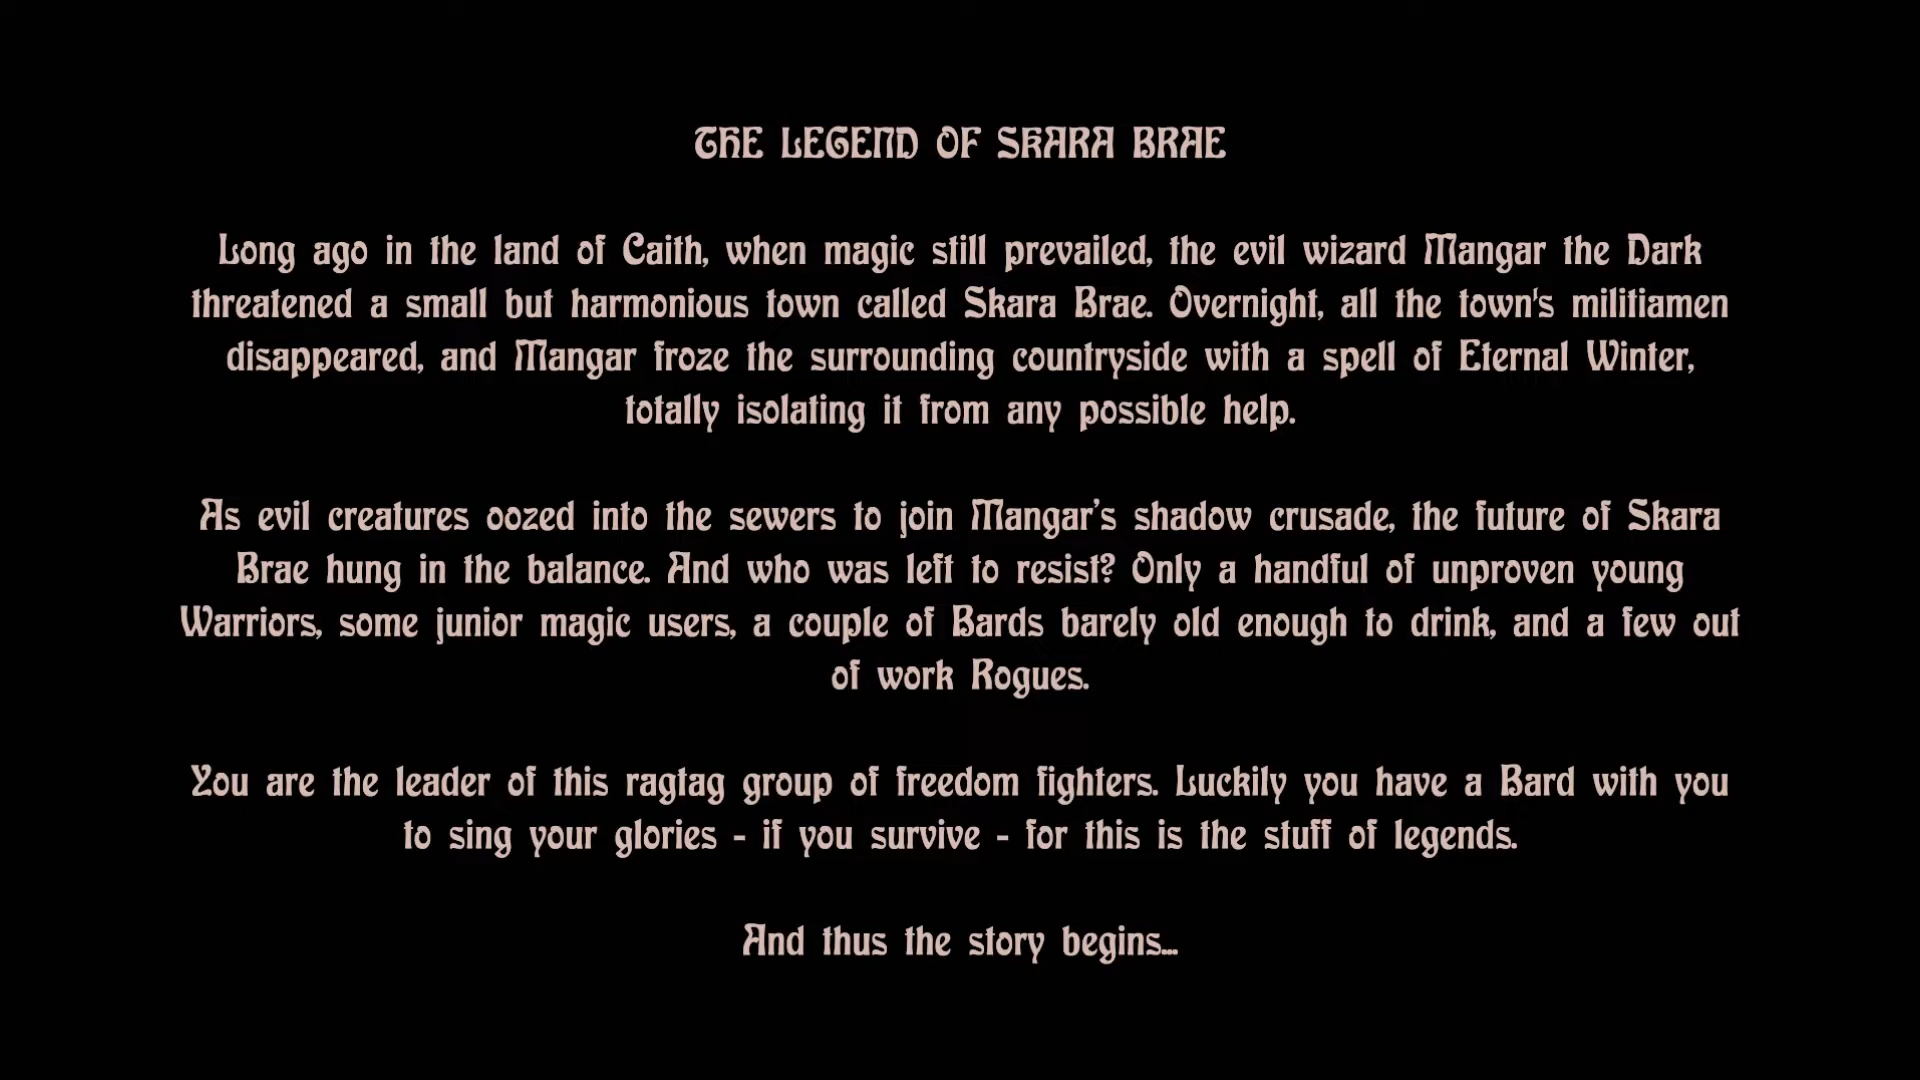 THE LEGEND OF SKARA BRAE
Long ago in the land of Caith, when magic still prevailed, the evil wizard Mangar the Dark
threatened a small but harmonious town called Skara Brae. Overnight, all the town's militiamen
disappeared, and Mangar froze the surrounding countryside with a spell of Eternal Winter,
totally isolating it from any possible help.
As evil creatures oozed into the sewers to join Mangar’s shadow crusade, the future of Skara
Brae hung in the balance. And who was left to resist? Only a handful of unproven young
Warriors, some junior magic users, a couple of Bards barely old enough to drink, and a few out
of work Rogues.
You are the leader of this ragtag group of freedom fighters. Luckily you have a Bard with you
to sing your glories - if you survive - for this is the stuff of legends.
And thus the story begins...